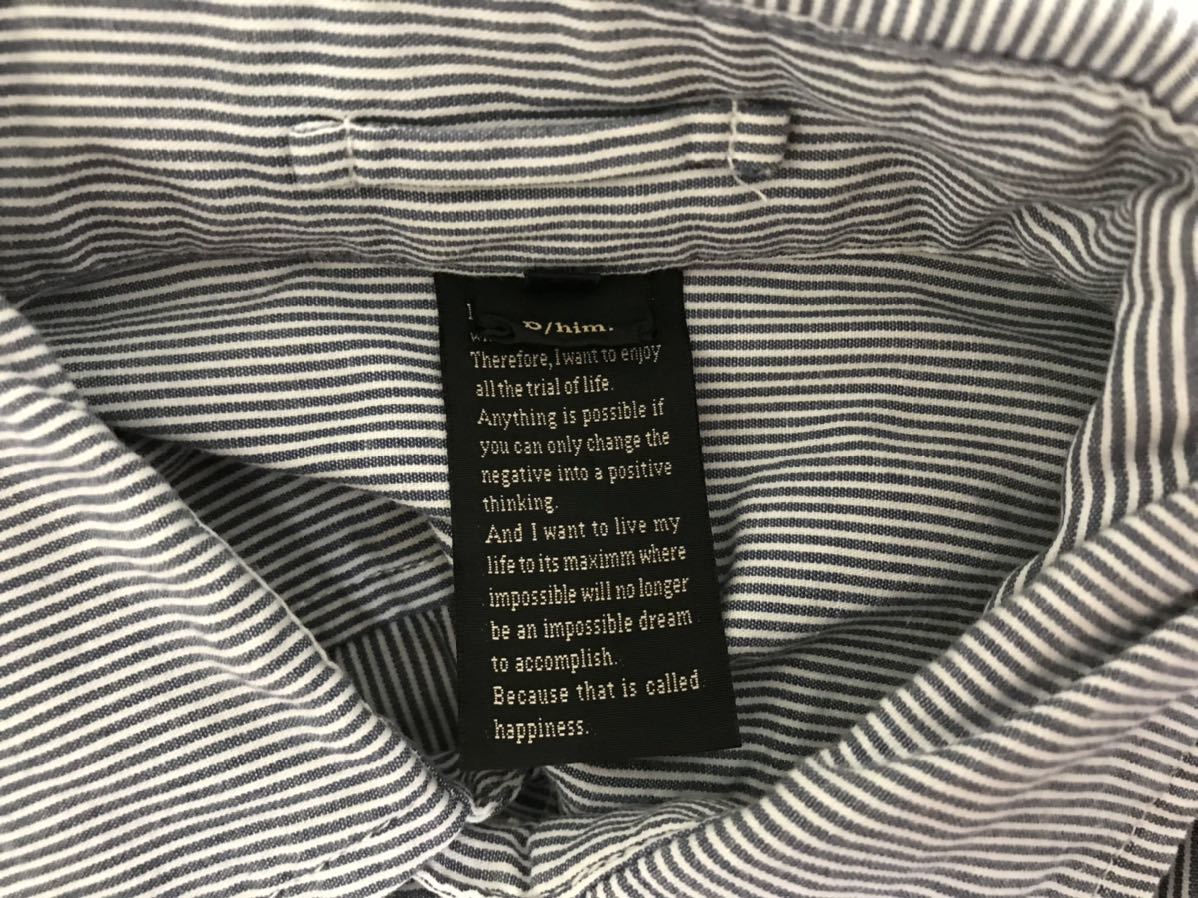 I
/him.
Therefore, I want to enjoy
all the trial of life.
Anything is possible if
you can only change the
negative into a positive
thinking.
And I want to live my
life to its maximm where
impossible will no longer
be an impossible dream
to accomplish.
Because that is called
happiness.